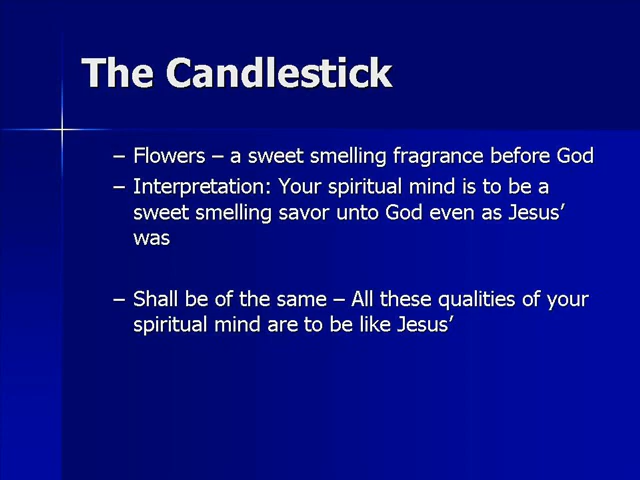 The Candlestick
– Flowers – a sweet smelling fragrance before God
– Interpretation: Your spiritual mind is to be a
sweet smelling savor unto God even as Jesus’
was
– Shall be of the same – All these qualities of your
spiritual mind are to be like Jesus’